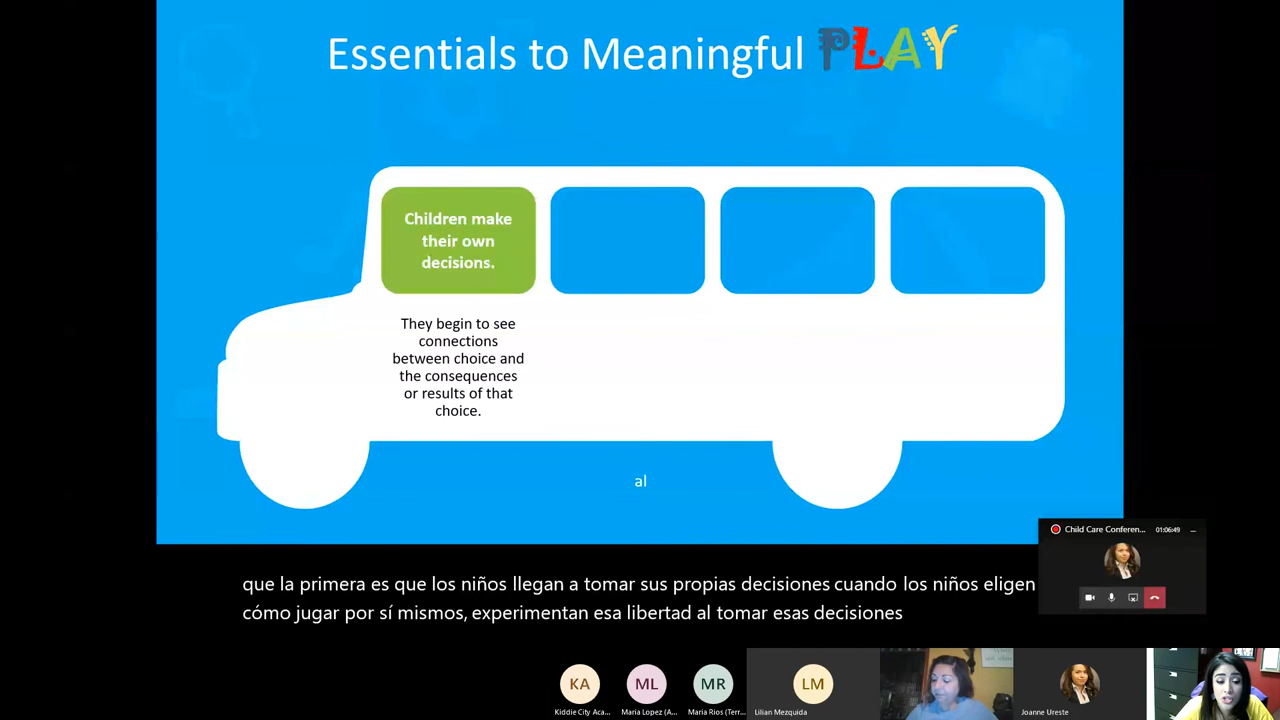 Essentials to Meaningful PLAY
Children make
their own
decisions.
They begin to see
connections
between choice and
the consequences
or results of that
choice.
al
Child Care Conferen... 01:06:49
que la primera es que los niños llegan a tomar sus propias decisiones cuando los niños eligen
cómo jugar por sí mismos, experimentan esa libertad al tomar esas decisiones
KA
ML
MR
LM
Kiddie City Aca...
Maria Lopez (A...
Maria Rios (Terr...
Lilian Mezquida
Joanne Ureste